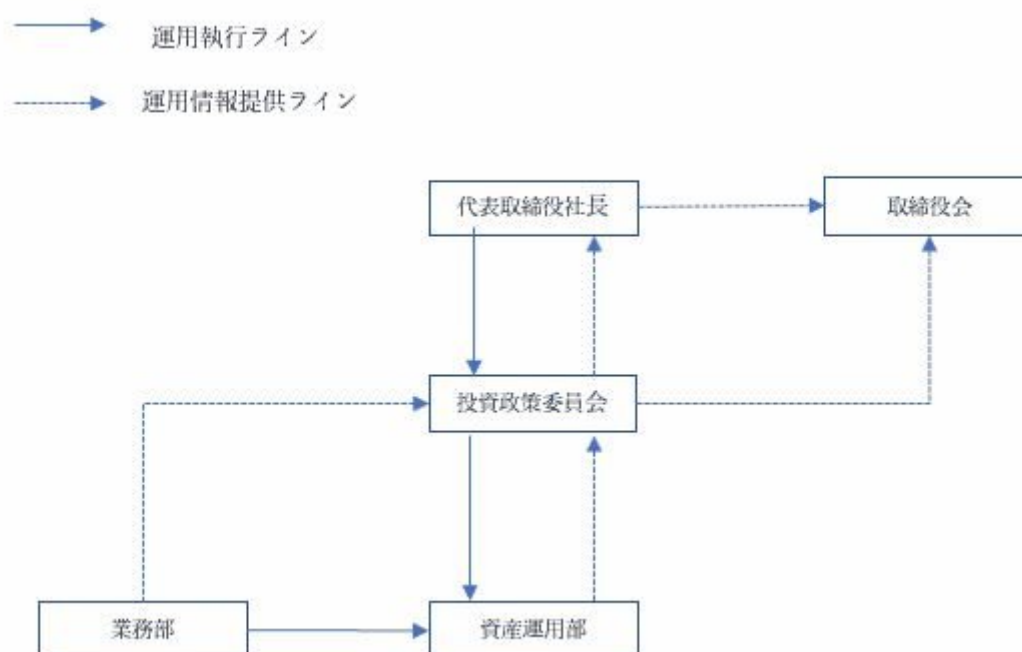 運用執行ライン
運用情報提供ライン
代表取締役社長
取締役会
投資政策委員会
業務部
資産運用部